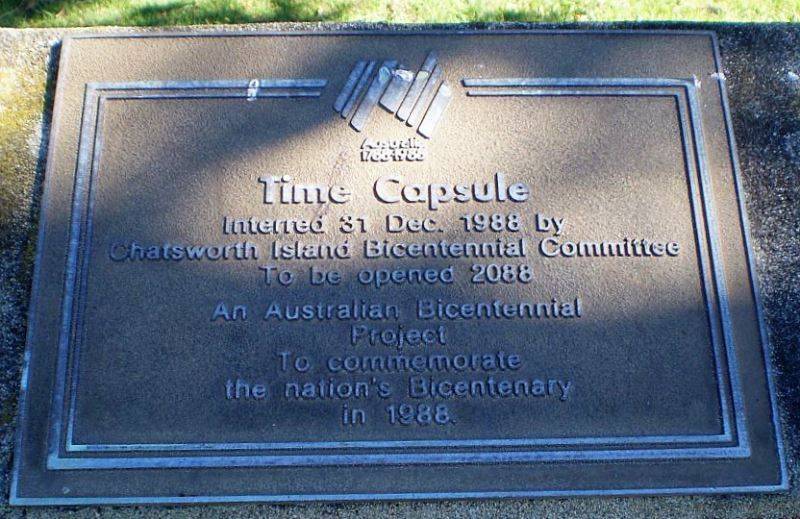 Australia
1788-1988
Time Capsule
Interred 31 Dec. 1988 by
Chatsworth Island Bicentennial Committee
To be opened 2088
An Australian Bicentennial
Project
To commemorate
the nation's Bicentenary
in 1988.